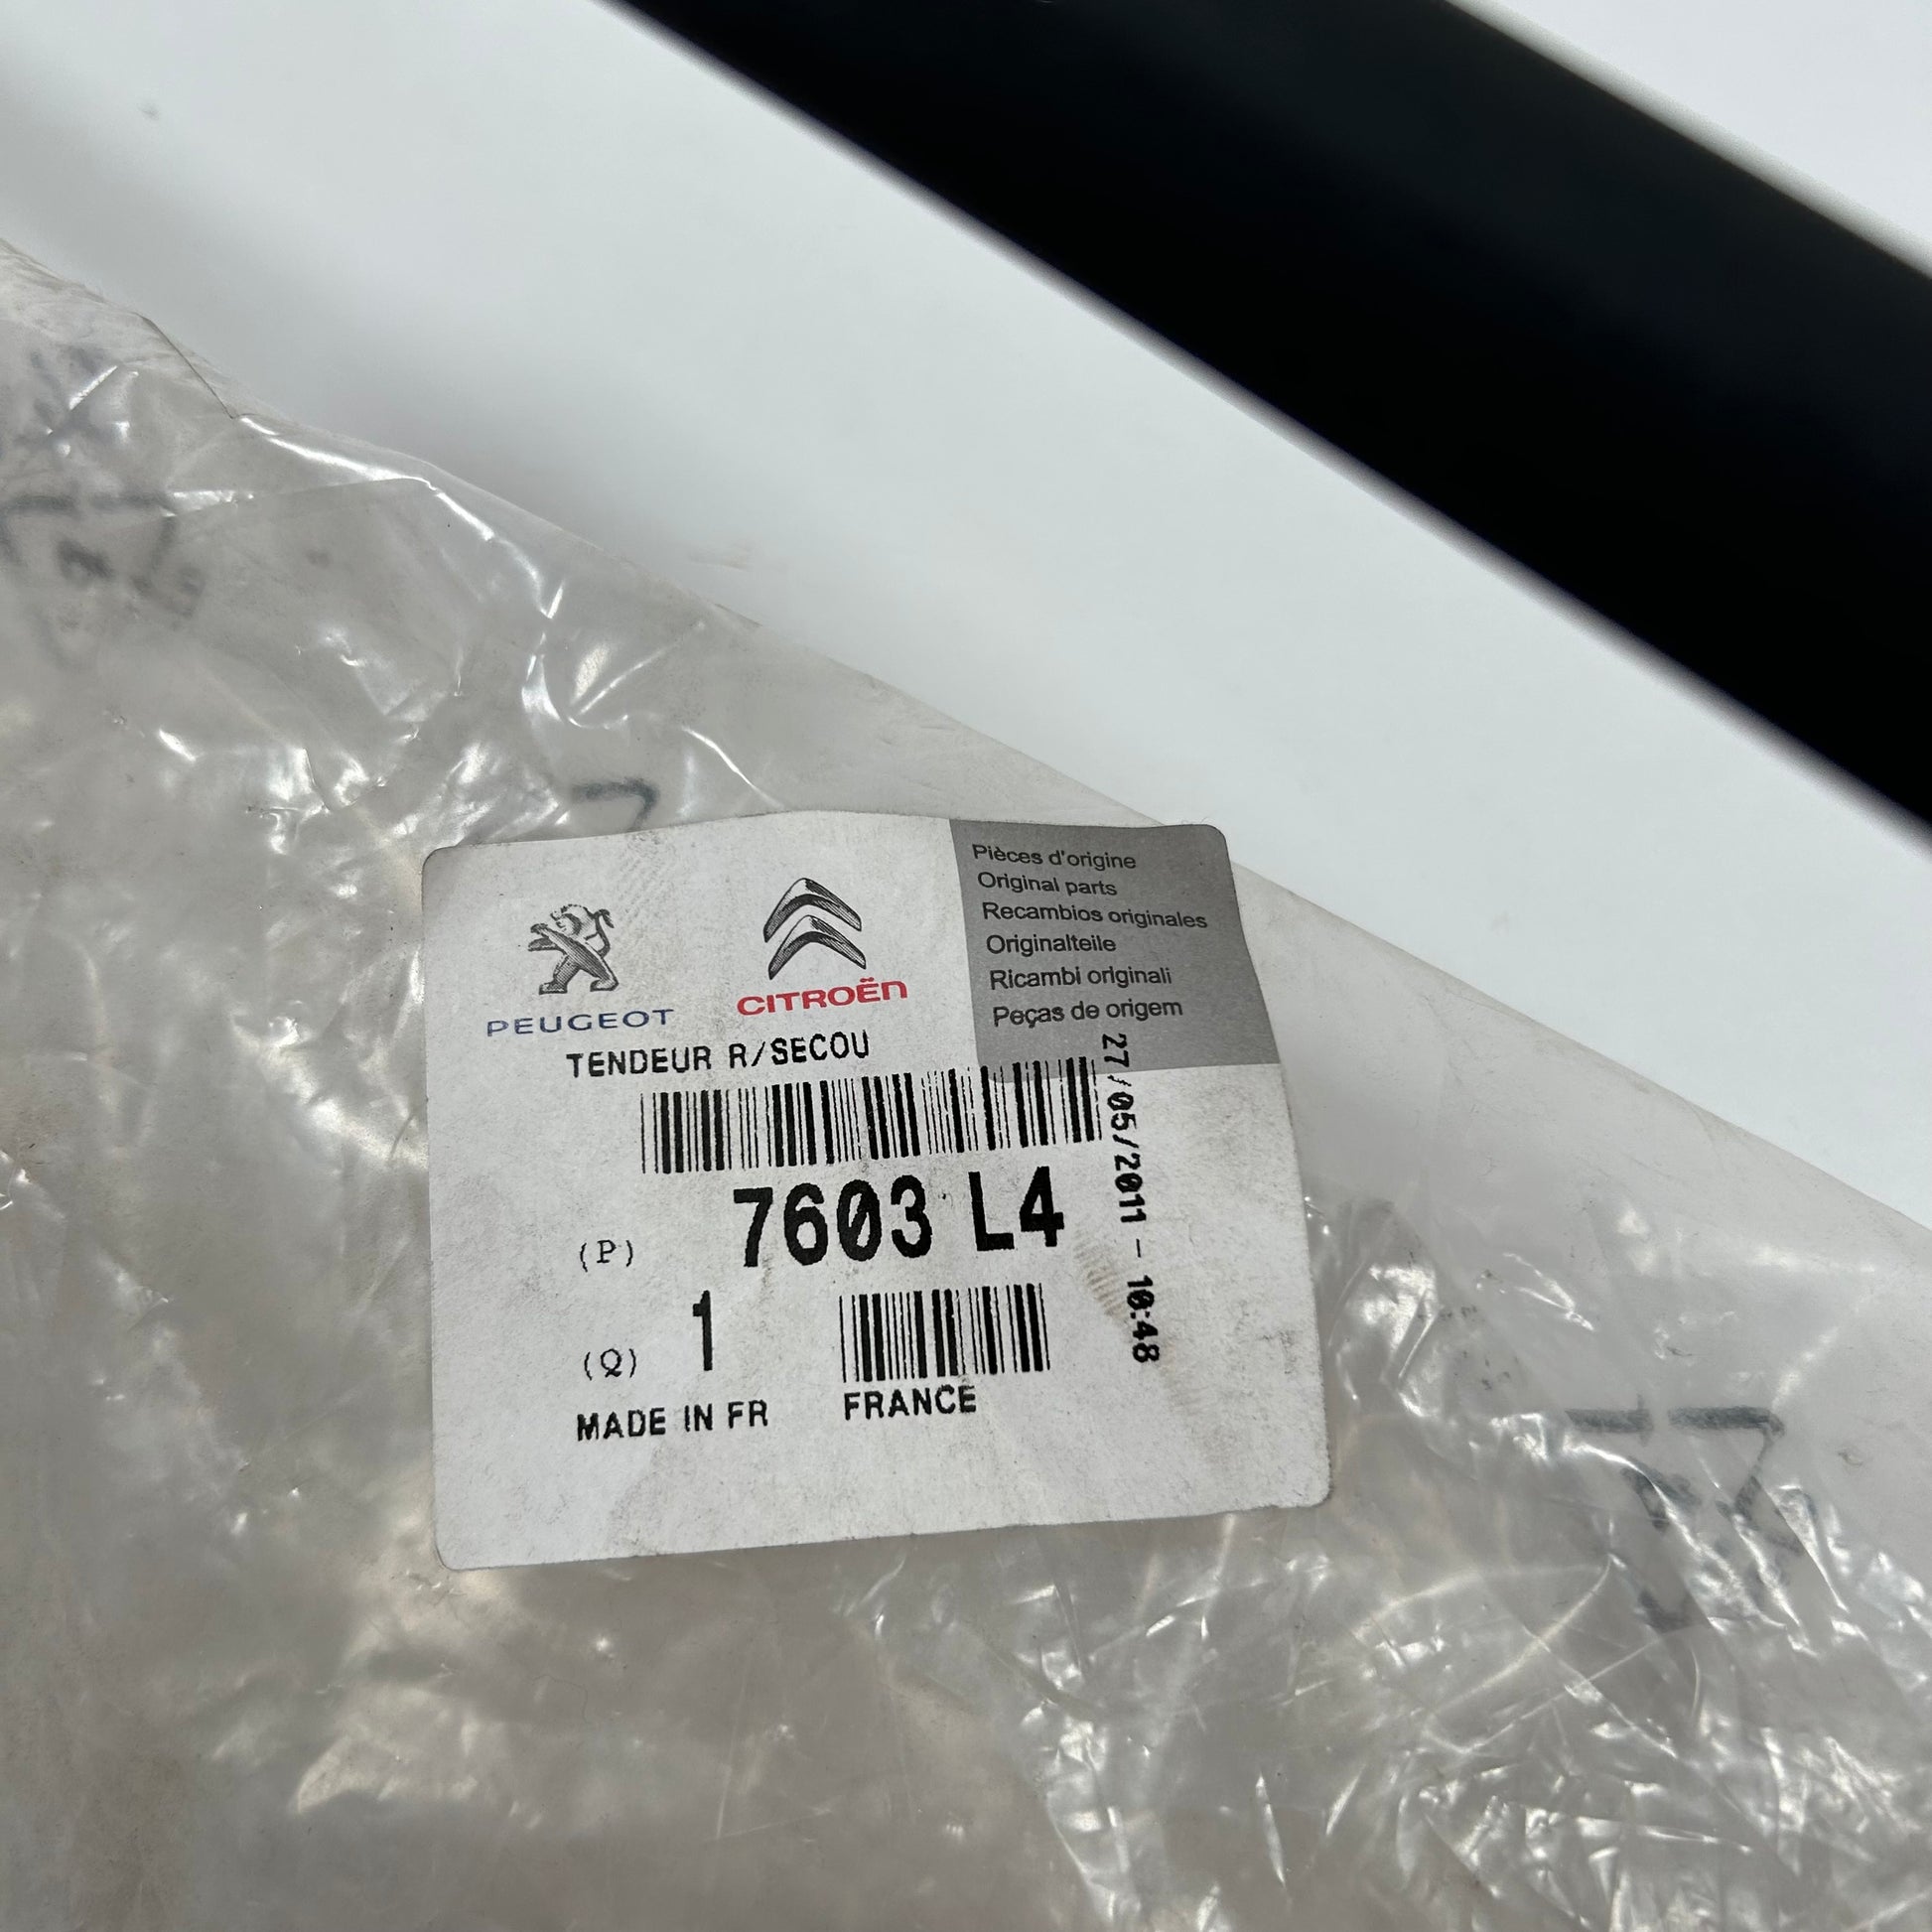 PEUGEOT
CITROËN
Pièces d'origine
Original parts
Recambios originales
Originalteile
Ricambi originali
Peças de origem
TENDEUR R/SECOU
27/05/2011 - 10:48
(P) 7603 L4
(Q) 1
MADE IN FR FRANCE